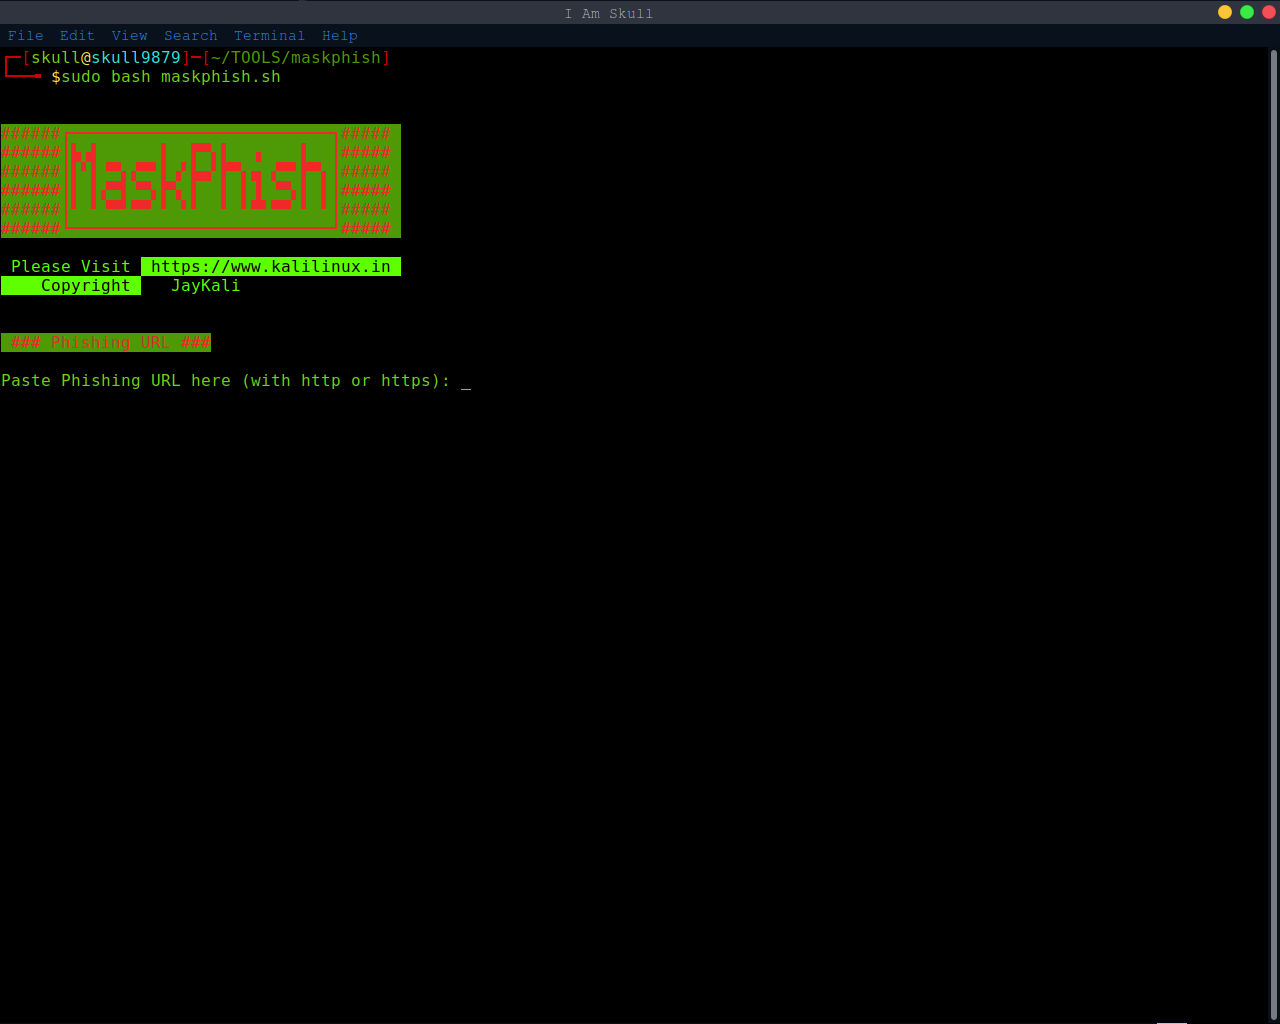 I Am Skull
File Edit View Search Terminal Help
┌─[skull@skull9879]─[~/TOOLS/maskphish]
└──╼ $sudo bash maskphish.sh
###### #####
###### #####
###### MaskPhish #####
###### #####
###### #####
###### #####
Please Visit https://www.kalilinux.in
Copyright JayKali
### Phishing URL ###
Paste Phishing URL here (with http or https): _